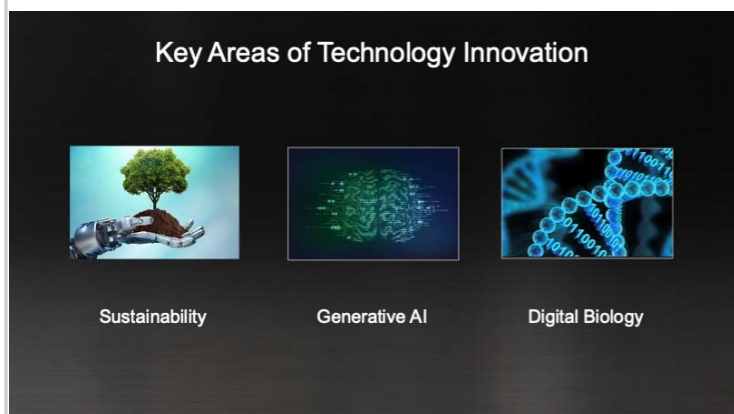 Key Areas of Technology Innovation
Sustainability
Generative AI
Digital Biology